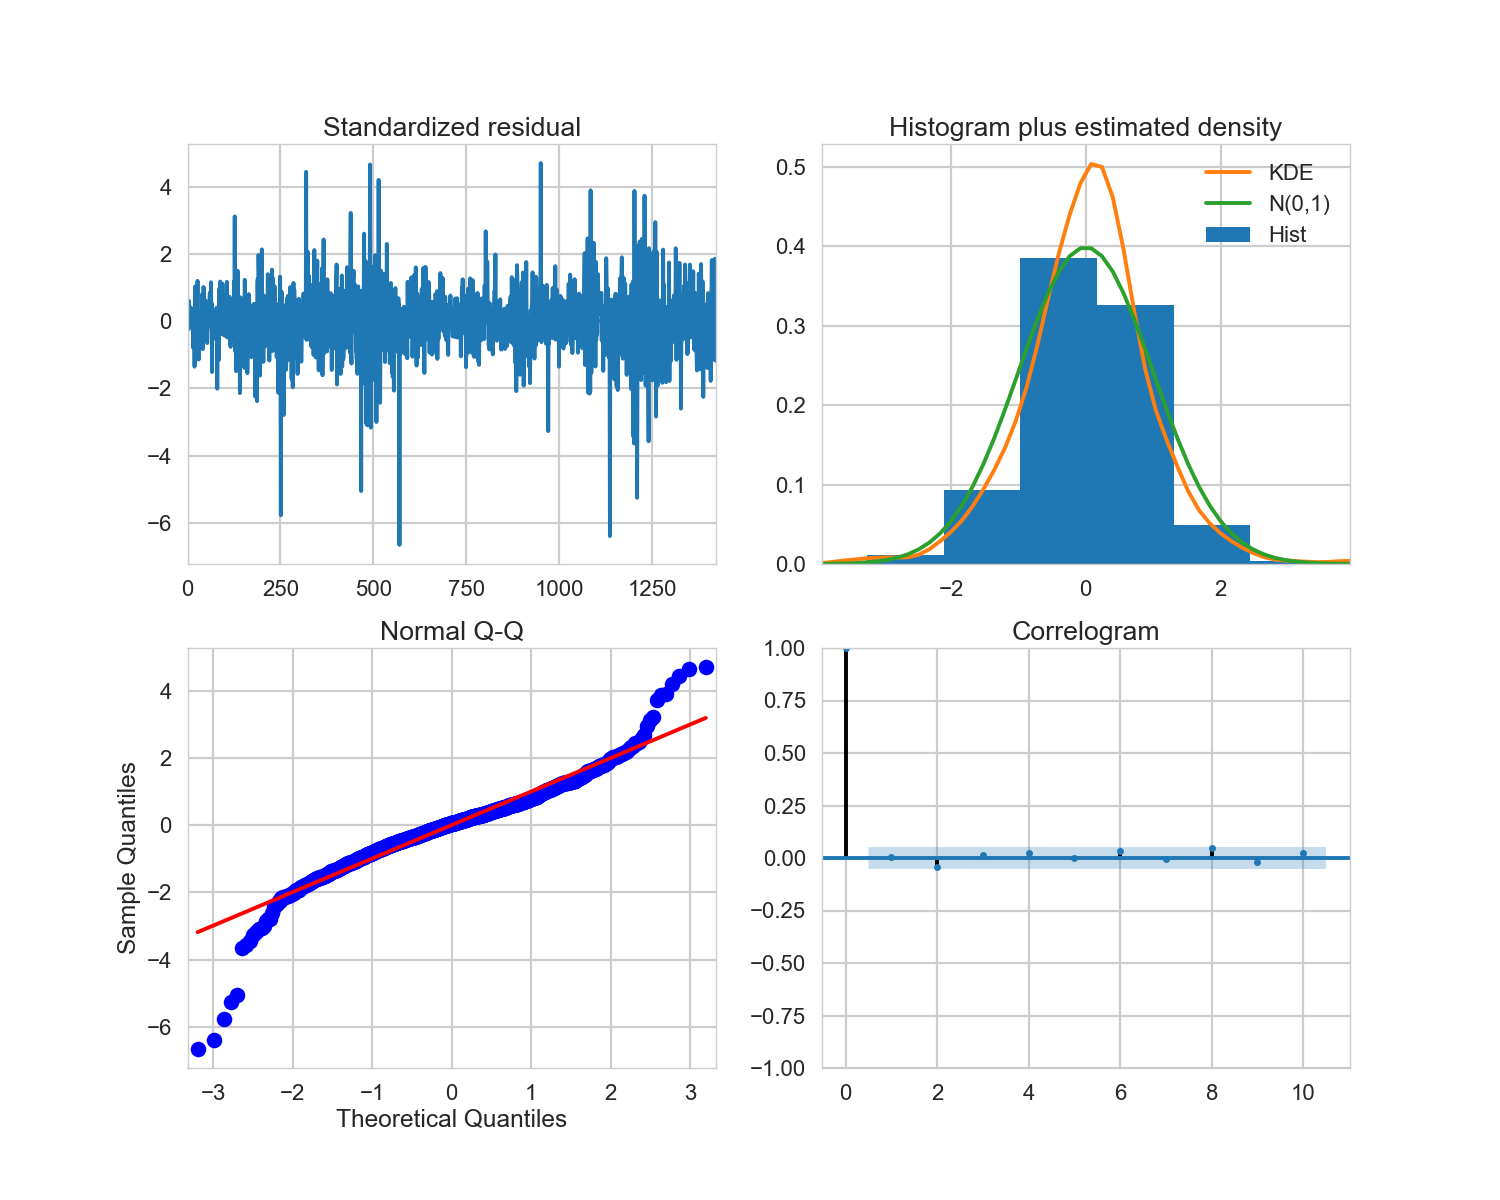 Standardized residual
4
2
0
−2
−4
−6
0 250 500 750 1000 1250
Histogram plus estimated density
0.5
0.4
0.3
0.2
0.1
0.0
−2 0 2
KDE
N(0,1)
Hist
Normal Q-Q
Sample Quantiles
4
2
0
−2
−4
−6
−3 −2 −1 0 1 2 3
Theoretical Quantiles
Correlogram
1.00
0.75
0.50
0.25
0.00
−0.25
−0.50
−0.75
−1.00
0 2 4 6 8 10